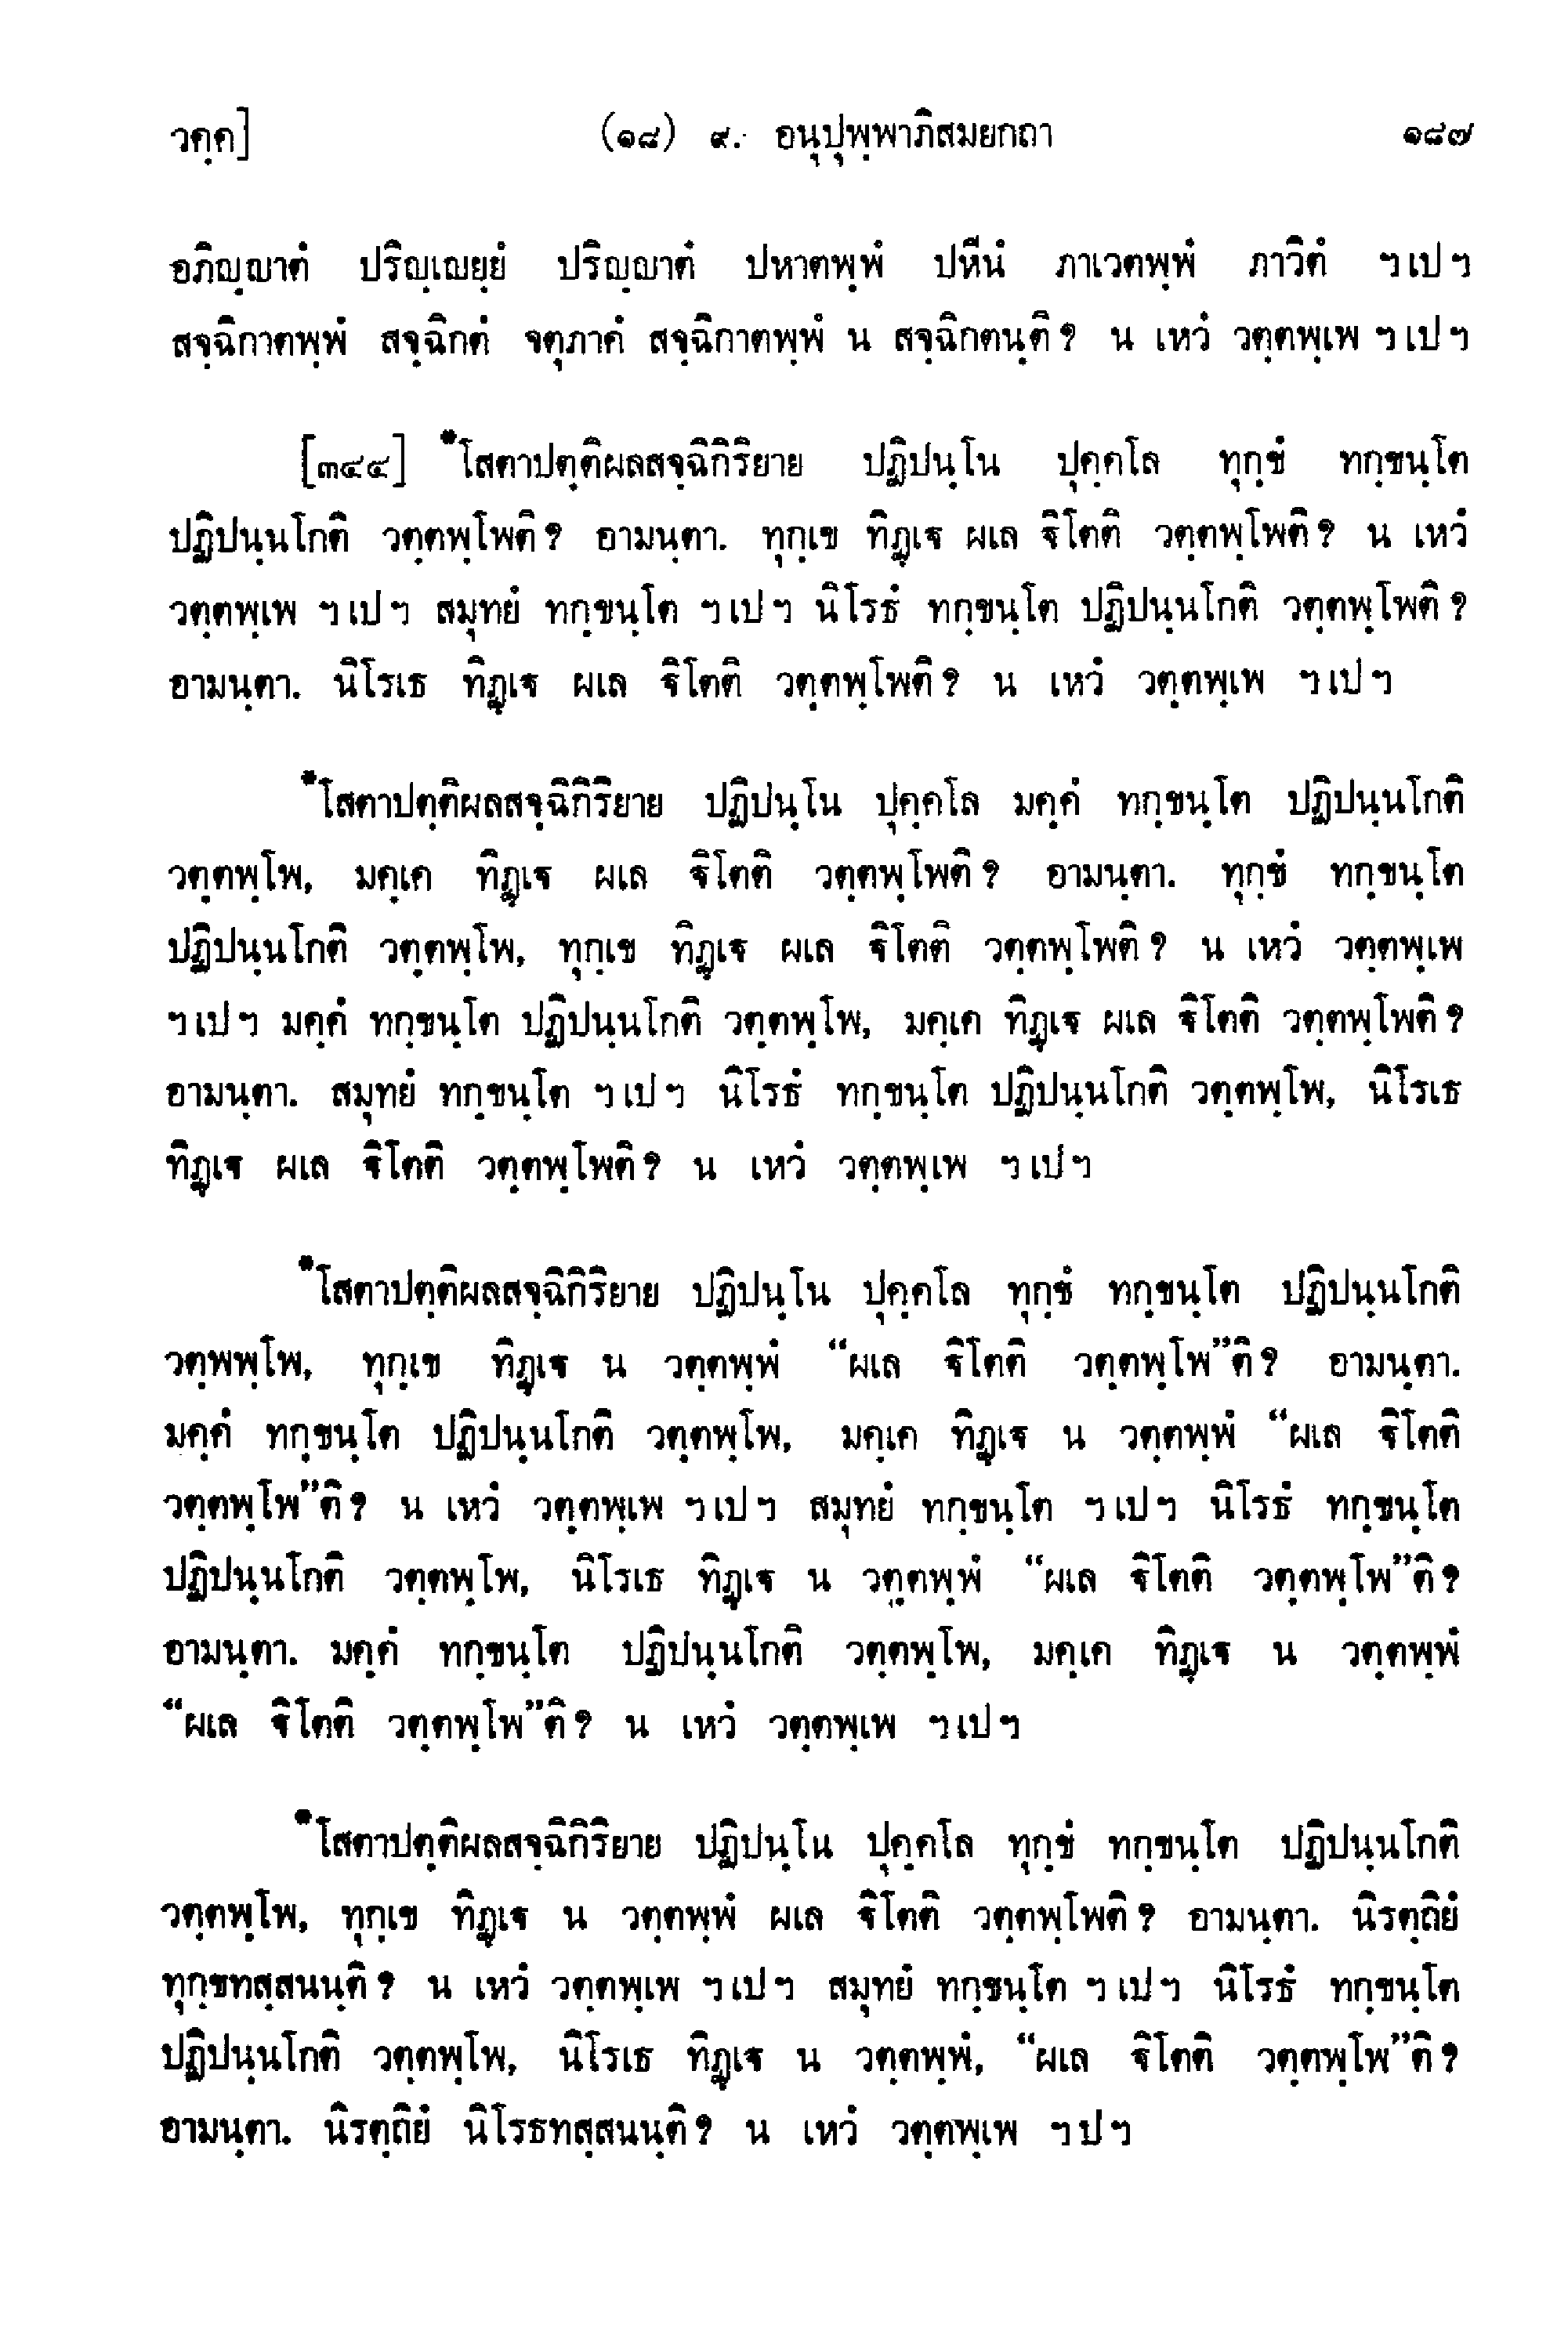 วคฺค]
(๑๘) ๙. อนุปุพฺพาภิสมยกถา
๑๘๗
อภิญฺญาตํ ปริญฺเญยฺยํ ปริญฺญาตํ ปหาตพฺพํ ปหีนํ ภาเวตพฺพํ ภาวิตํ ฯเปฯ
สจฺฉิกาตพฺพํ สจฺฉิกตํ จตุภาคํ สจฺฉิกาตพฺพํ น สจฺฉิกตนฺติ? น เหวํ วตฺตพฺเพ ฯเปฯ
[๓๔๔] *โสตาปตฺติผลสจฺฉิกิริยาย ปฏิปนฺโน ปุคฺคโล ทุกฺขํ ทกฺขนฺโต
ปฏิปนฺนโกติ วตฺตพฺโพติ? อามนฺตา. ทุกฺเข ทิฏฺเฐ ผเล ฐิโตติ วตฺตพฺโพติ? น เหวํ
วตฺตพฺเพ ฯเปฯ สมุทยํ ทกฺขนฺโต ฯเปฯ นิโรธํ ทกฺขนฺโต ปฏิปนฺนโกติ วตฺตพฺโพติ?
อามนฺตา. นิโรเธ ทิฏฺเฐ ผเล ฐิโตติ วตฺตพฺโพติ? น เหวํ วตฺตพฺเพ ฯเปฯ
*โสตาปตฺติผลสจฺฉิกิริยาย ปฏิปนฺโน ปุคฺคโล มคฺคํ ทกฺขนฺโต ปฏิปนฺนโกติ
วตฺตพฺโพ, มคฺเค ทิฏฺเฐ ผเล ฐิโตติ วตฺตพฺโพติ? อามนฺตา. ทุกฺขํ ทกฺขนฺโต
ปฏิปนฺนโกติ วตฺตพฺโพ, ทุกฺเข ทิฏฺเฐ ผเล ฐิโตติ วตฺตพฺโพติ? น เหวํ วตฺตพฺเพ
ฯเปฯ มคฺคํ ทกฺขนฺโต ปฏิปนฺนโกติ วตฺตพฺโพ, มคฺเค ทิฏฺเฐ ผเล ฐิโตติ วตฺตพฺโพติ?
อามนฺตา. สมุทยํ ทกฺขนฺโต ฯเปฯ นิโรธํ ทกฺขนฺโต ปฏิปนฺนโกติ วตฺตพฺโพ, นิโรเธ
ทิฏฺเฐ ผเล ฐิโตติ วตฺตพฺโพติ? น เหวํ วตฺตพฺเพ ฯเปฯ
*โสตาปตฺติผลสจฺฉิกิริยาย ปฏิปนฺโน ปุคฺคโล ทุกฺขํ ทกฺขนฺโต ปฏิปนฺนโกติ
วตฺพพฺโพ, ทุกฺเข ทิฏฺเฐ น วตฺตพฺพํ “ผเล ฐิโตติ วตฺตพฺโพ”ติ? อามนฺตา.
มคฺคํ ทกฺขนฺโต ปฏิปนฺนโกติ วตฺตพฺโพ, มคฺเค ทิฏฺเฐ น วตฺตพฺพํ “ผเล ฐิโตติ
วตฺตพฺโพ”ติ? น เหวํ วตฺตพฺเพ ฯเปฯ สมุทยํ ทกฺขนฺโต ฯเปฯ นิโรธํ ทกฺขนฺโต
ปฏิปนฺนโกติ วตฺตพฺโพ, นิโรเธ ทิฏฺเฐ น วตฺตพฺพํ “ผเล ฐิโตติ วตฺตพฺโพ”ติ?
อามนฺตา. มคฺคํ ทกฺขนฺโต ปฏิปนฺนโกติ วตฺตพฺโพ, มคฺเค ทิฏฺเฐ น วตฺตพฺพํ
“ผเล ฐิโตติ วตฺตพฺโพ”ติ? น เหวํ วตฺตพฺเพ ฯเปฯ
*โสตาปตฺติผลสจฺฉิกิริยาย ปฏิปนฺโน ปุคฺคโล ทุกฺขํ ทกฺขนฺโต ปฏิปนฺนโกติ
วตฺตพฺโพ, ทุกฺเข ทิฏฺเฐ น วตฺตพฺพํ ผเล ฐิโตติ วตฺตพฺโพติ? อามนฺตา. นิรตฺถิยํ
ทุกฺขทสฺสนนฺติ? น เหวํ วตฺตพฺเพ ฯเปฯ สมุทยํ ทกฺขนฺโต ฯเปฯ นิโรธํ ทกฺขนฺโต
ปฏิปนฺนโกติ วตฺตพฺโพ, นิโรเธ ทิฏฺเฐ น วตฺตพฺพํ, “ผเล ฐิโตติ วตฺตพฺโพ”ติ?
อามนฺตา. นิรตฺถิยํ นิโรธทสฺสนนฺติ? น เหวํ วตฺตพฺเพ ฯปฯ